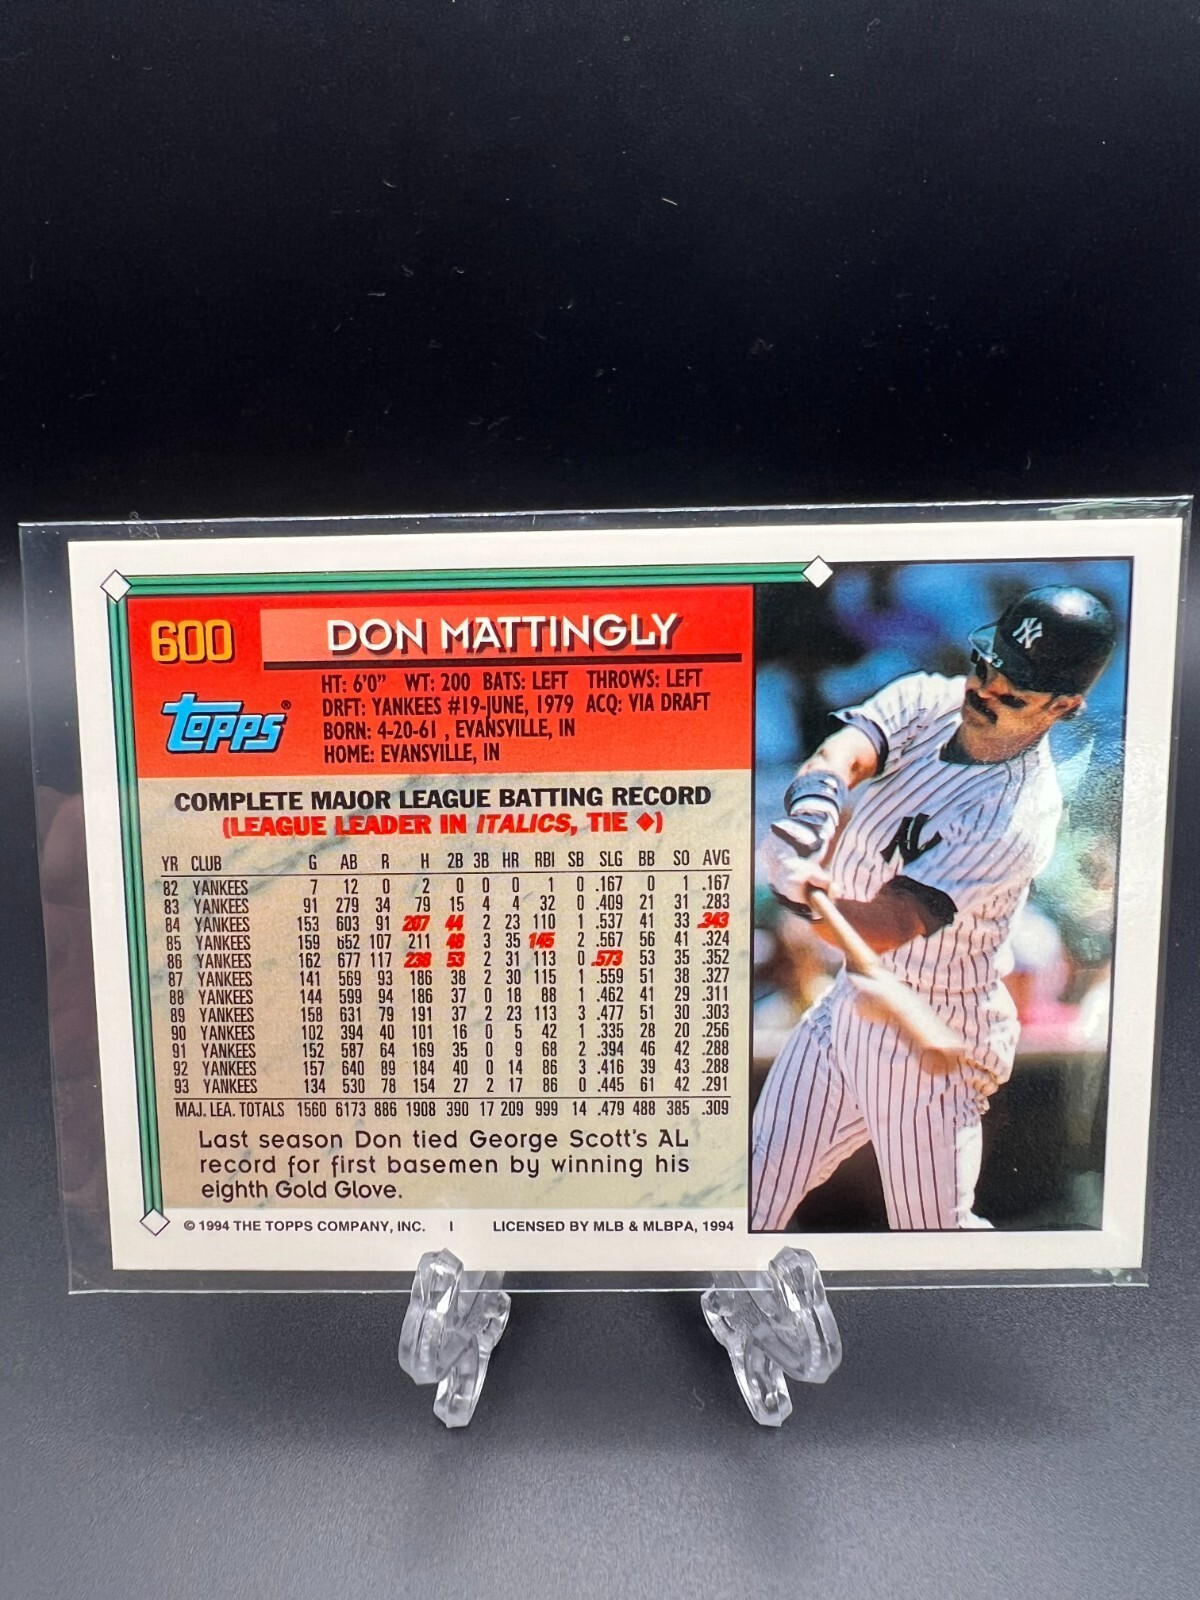 600
DON MATTINGLY
topps®
HT: 6'0" WT: 200 BATS: LEFT THROWS: LEFT
DRFT: YANKEES #19-JUNE, 1979 ACQ: VIA DRAFT
BORN: 4-20-61 , EVANSVILLE, IN
HOME: EVANSVILLE, IN
COMPLETE MAJOR LEAGUE BATTING RECORD
(LEAGUE LEADER IN ITALICS, TIE ◆)
YR CLUB G AB R H 2B 3B HR RBI SB SLG BB SO AVG
82 YANKEES 7 12 0 2 0 0 0 1 0 .167 0 1 .167
83 YANKEES 91 279 34 79 15 4 4 32 0 .409 21 31 .283
84 YANKEES 153 603 91 207 44 2 23 110 1 .537 41 33 .343
85 YANKEES 159 652 107 211 48 3 35 145 2 .567 56 41 .324
86 YANKEES 162 677 117 238 53 2 31 113 0 .573 53 35 .352
87 YANKEES 141 569 93 186 38 2 30 115 1 .559 51 38 .327
88 YANKEES 144 599 94 186 37 0 18 88 1 .462 41 29 .311
89 YANKEES 158 631 79 191 37 2 23 113 3 .477 51 30 .303
90 YANKEES 102 394 40 101 16 0 5 42 1 .335 28 20 .256
91 YANKEES 152 587 64 169 35 0 9 68 2 .394 46 42 .288
92 YANKEES 157 640 89 184 40 0 14 86 3 .416 39 43 .288
93 YANKEES 134 530 78 154 27 2 17 86 0 .445 61 42 .291
MAJ. LEA. TOTALS 1560 6173 886 1908 390 17 209 999 14 .479 488 385 .309
Last season Don tied George Scott's AL
record for first basemen by winning his
eighth Gold Glove.
© 1994 THE TOPPS COMPANY, INC. I LICENSED BY MLB & MLBPA, 1994
NY
NY